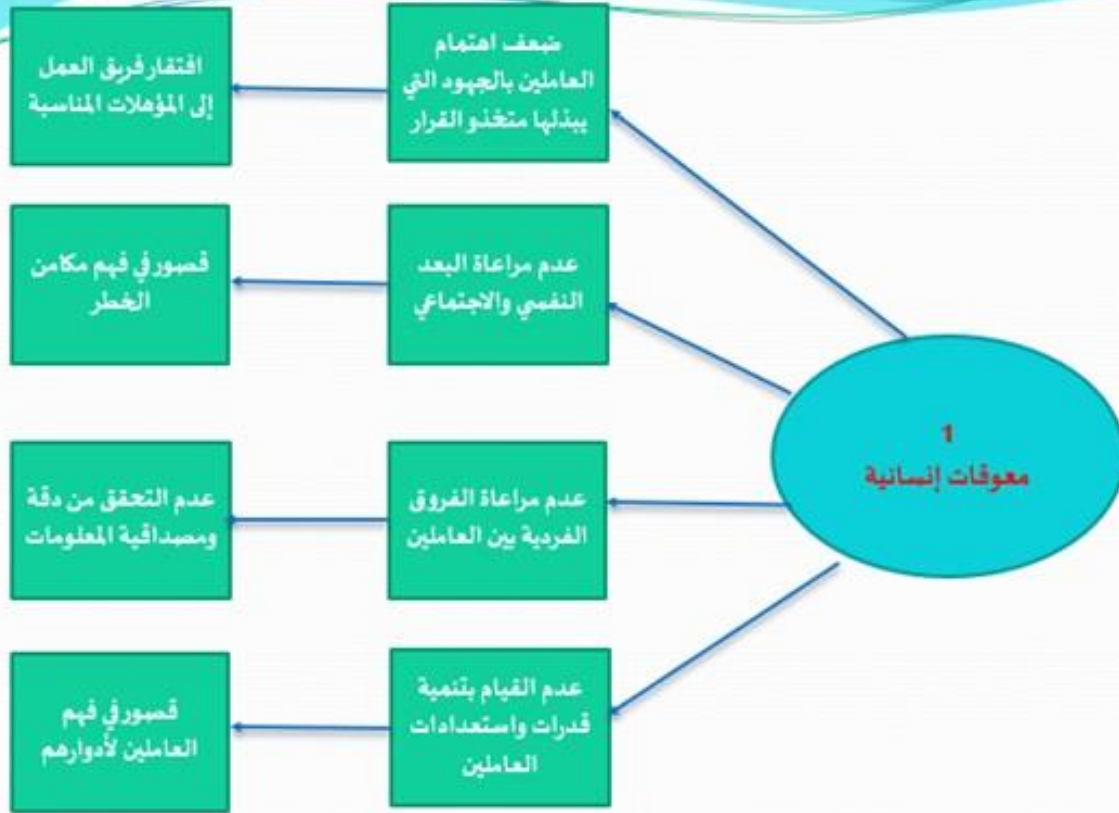 1
معوقات إنسانية
ضعف اهتمام
العاملين بالجهود التي
يبذلها متخذو القرار
افتقار فريق العمل
إلى المؤهلات المناسبة
عدم مراعاة البعد
النفسي والاجتماعي
قصور في فهم مكامن
الخطر
عدم مراعاة الفروق
الفردية بين العاملين
عدم التحقق من دقة
ومصداقية المعلومات
عدم القيام بتنمية
قدرات واستعدادات
العاملين
قصور في فهم
العاملين لأدوارهم